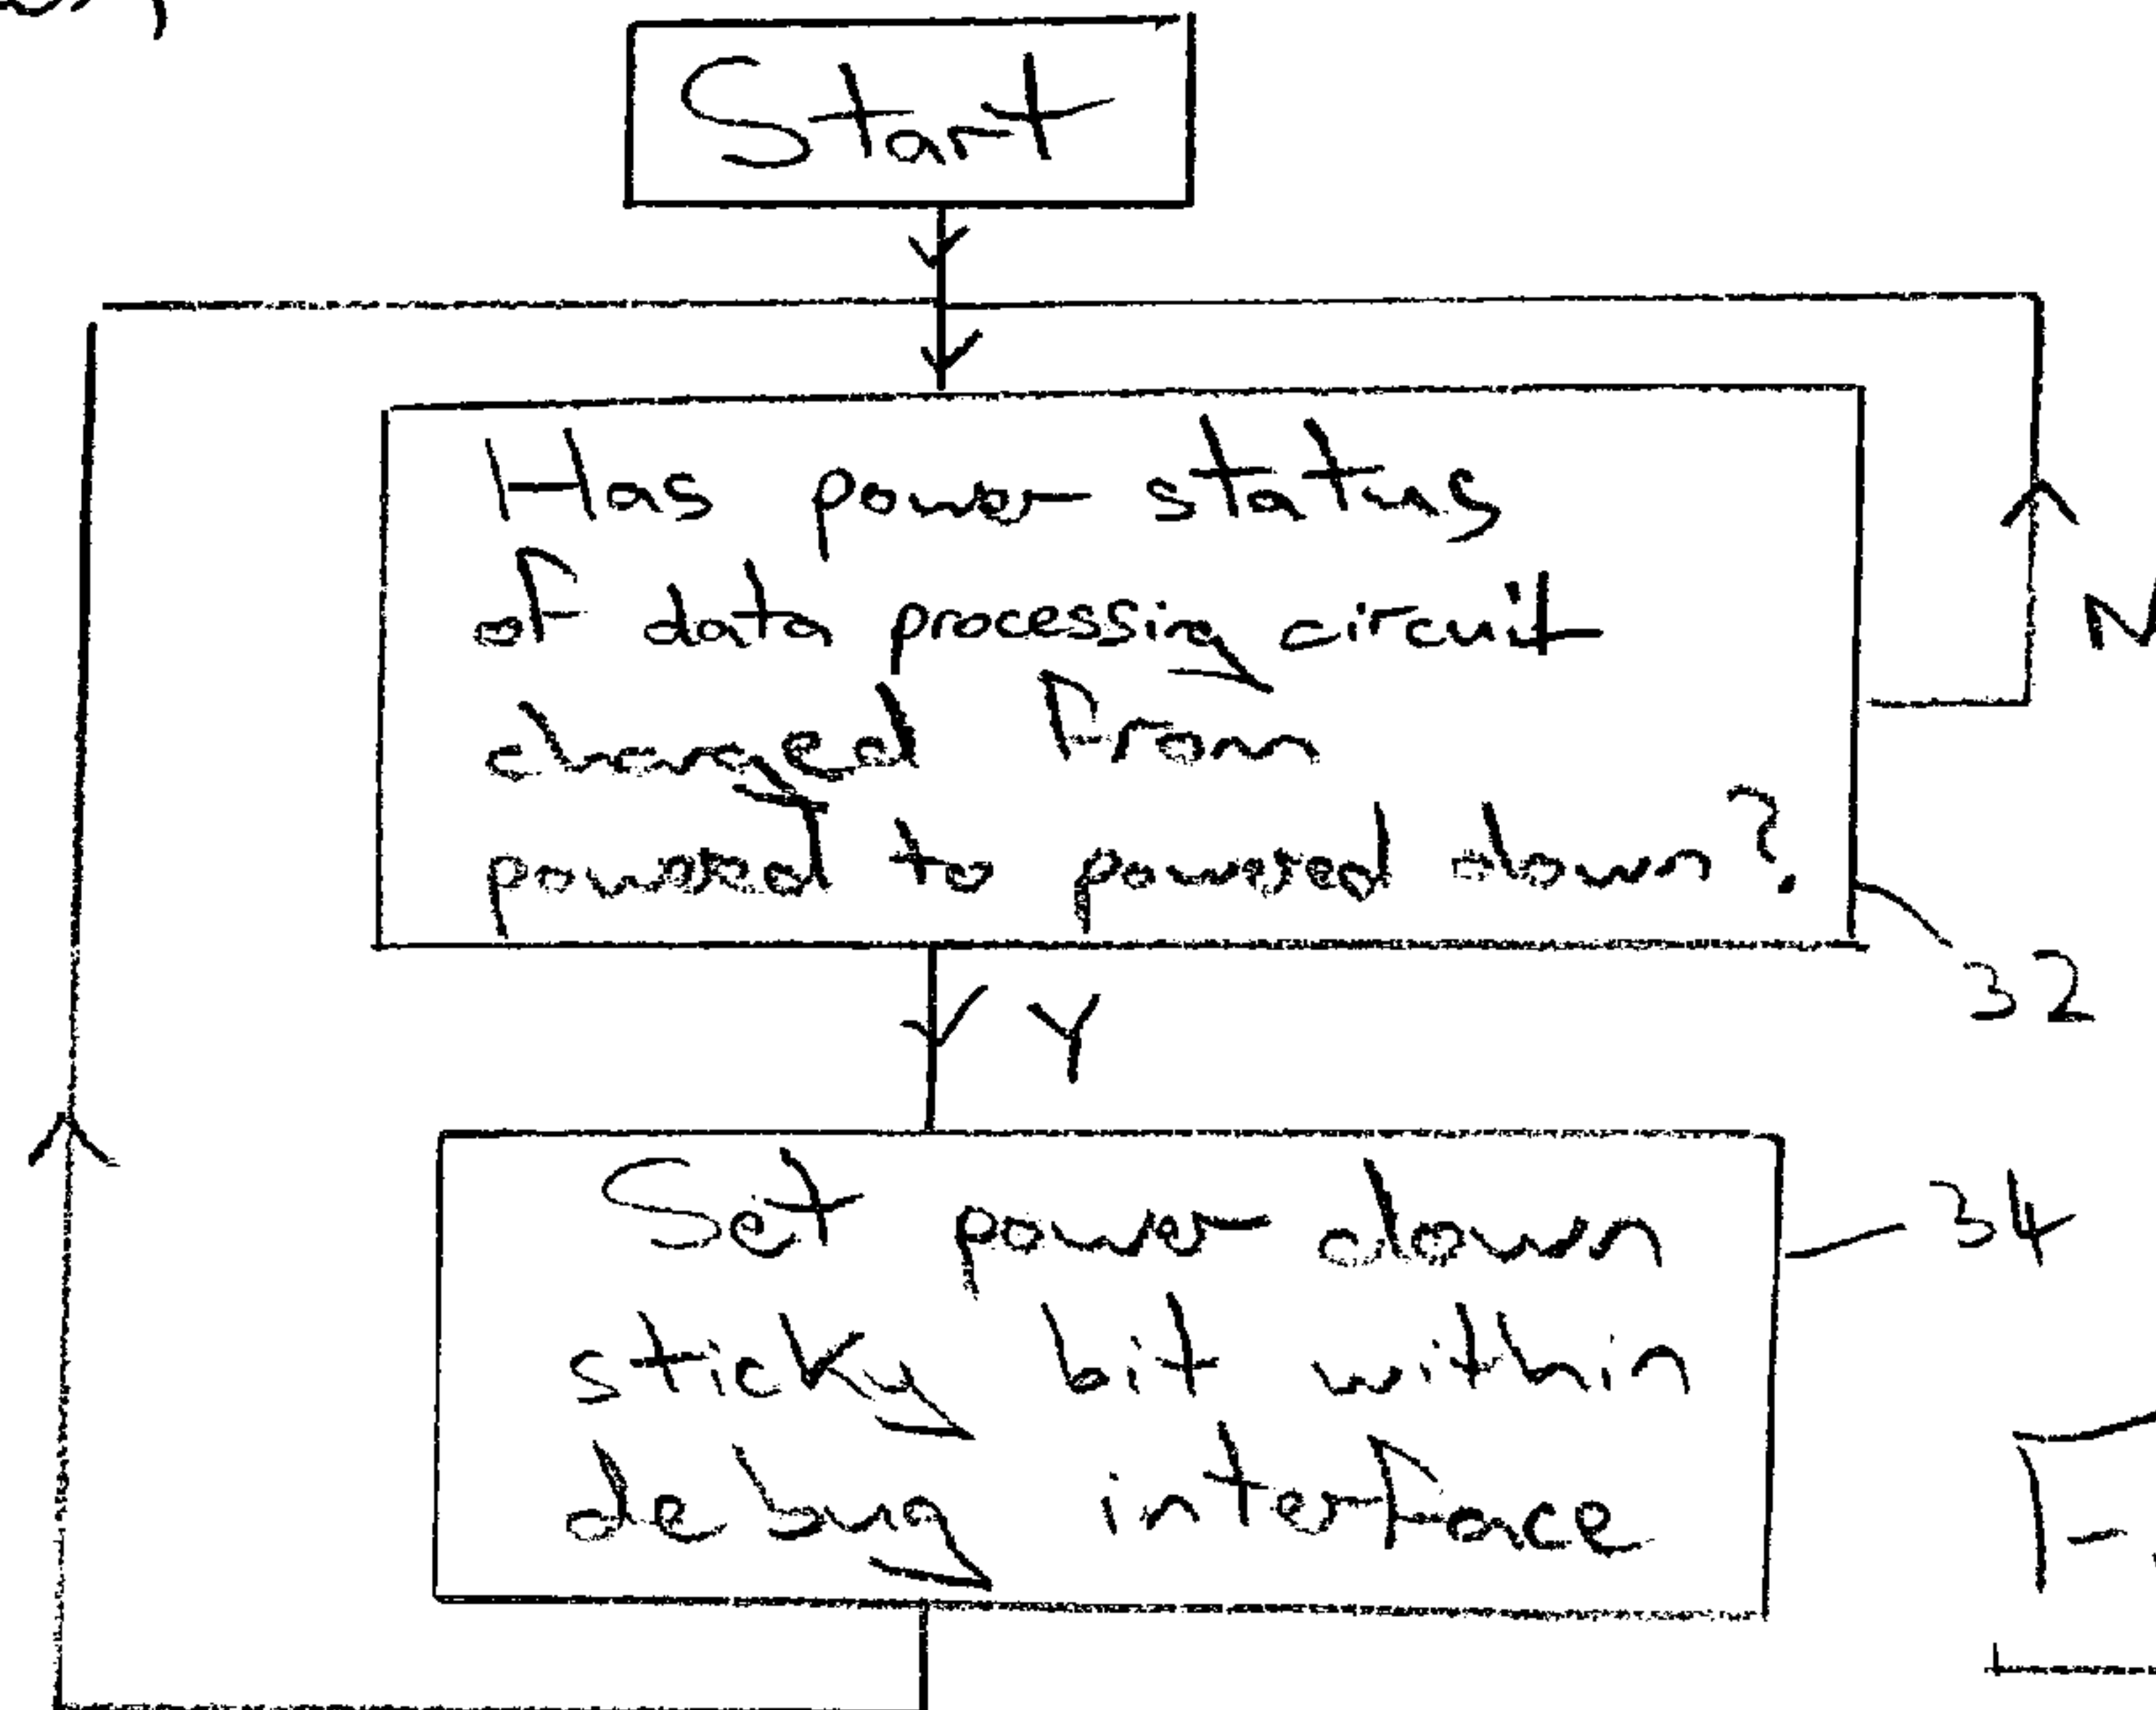 Start
Has power status
of data processing circuit
changed from
powered to powered down?
N
32
Y
Set power down
34
sticky bit within
debug interface